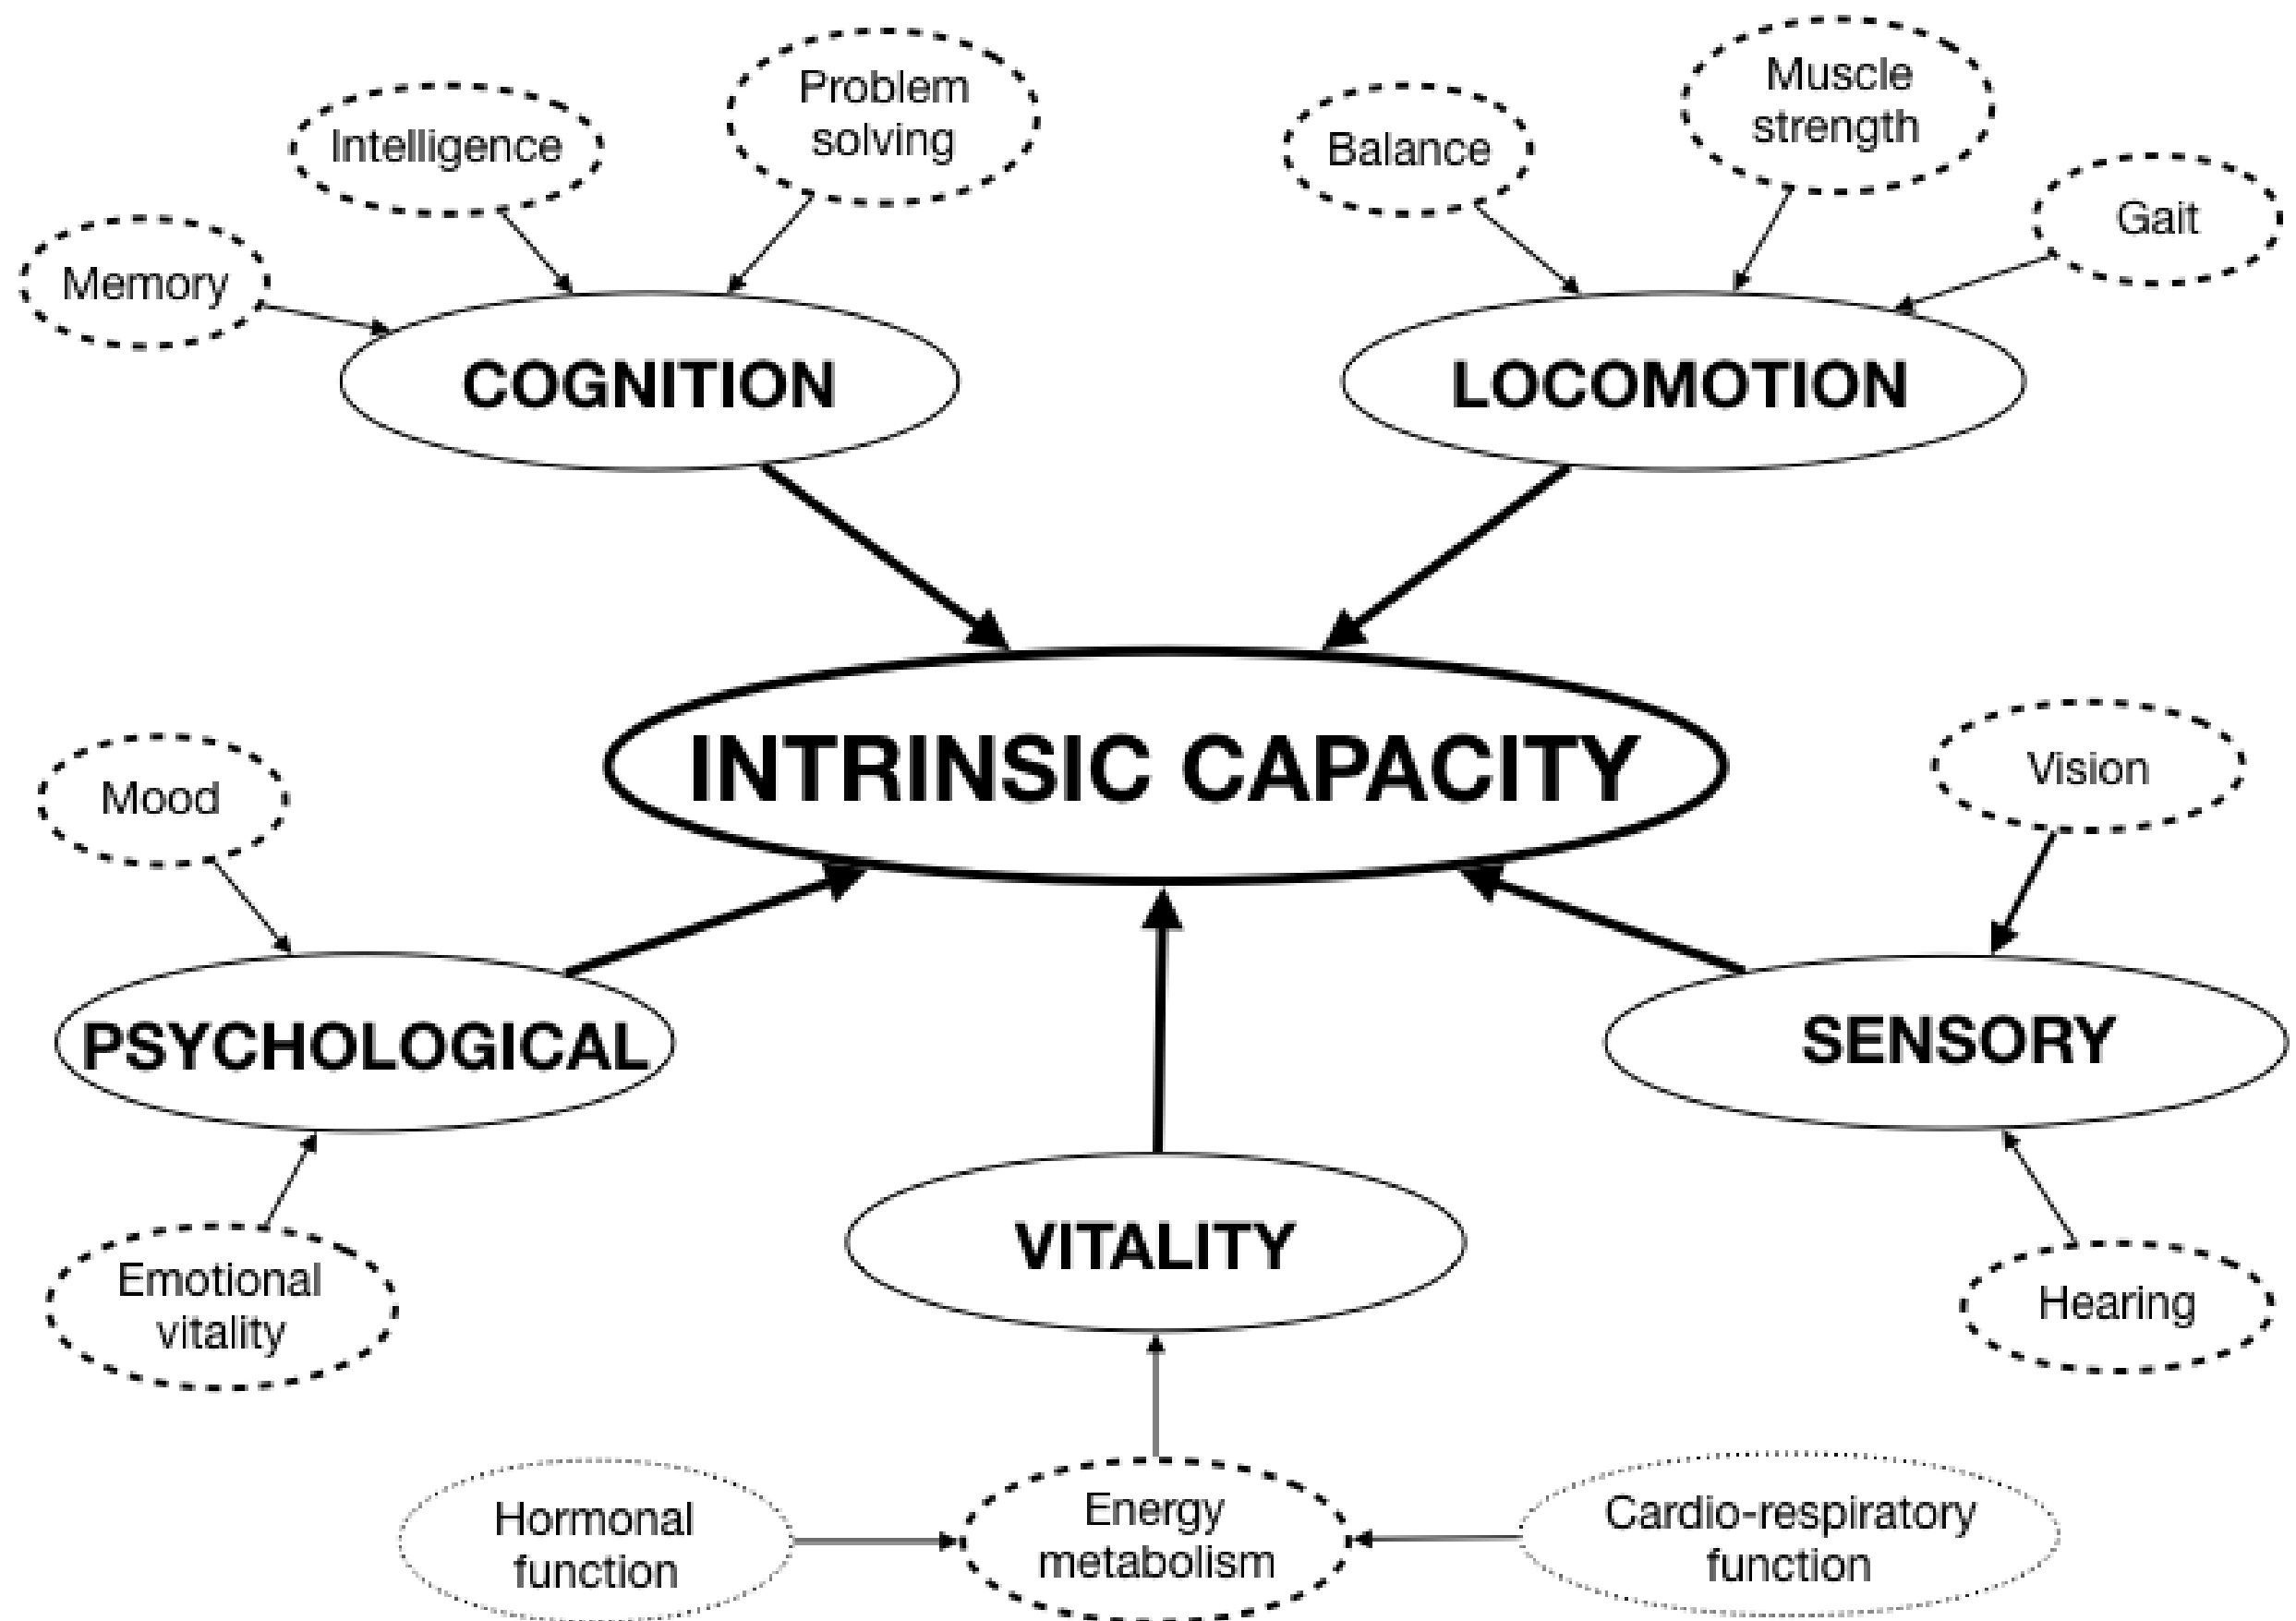 Problem
solving
Muscle
strength
Intelligence
Balance
Gait
Memory
COGNITION
LOCOMOTION
INTRINSIC CAPACITY
Mood
Vision
PSYCHOLOGICAL
SENSORY
VITALITY
Emotional
vitality
Hearing
Hormonal
function
Energy
metabolism
Cardio-respiratory
function